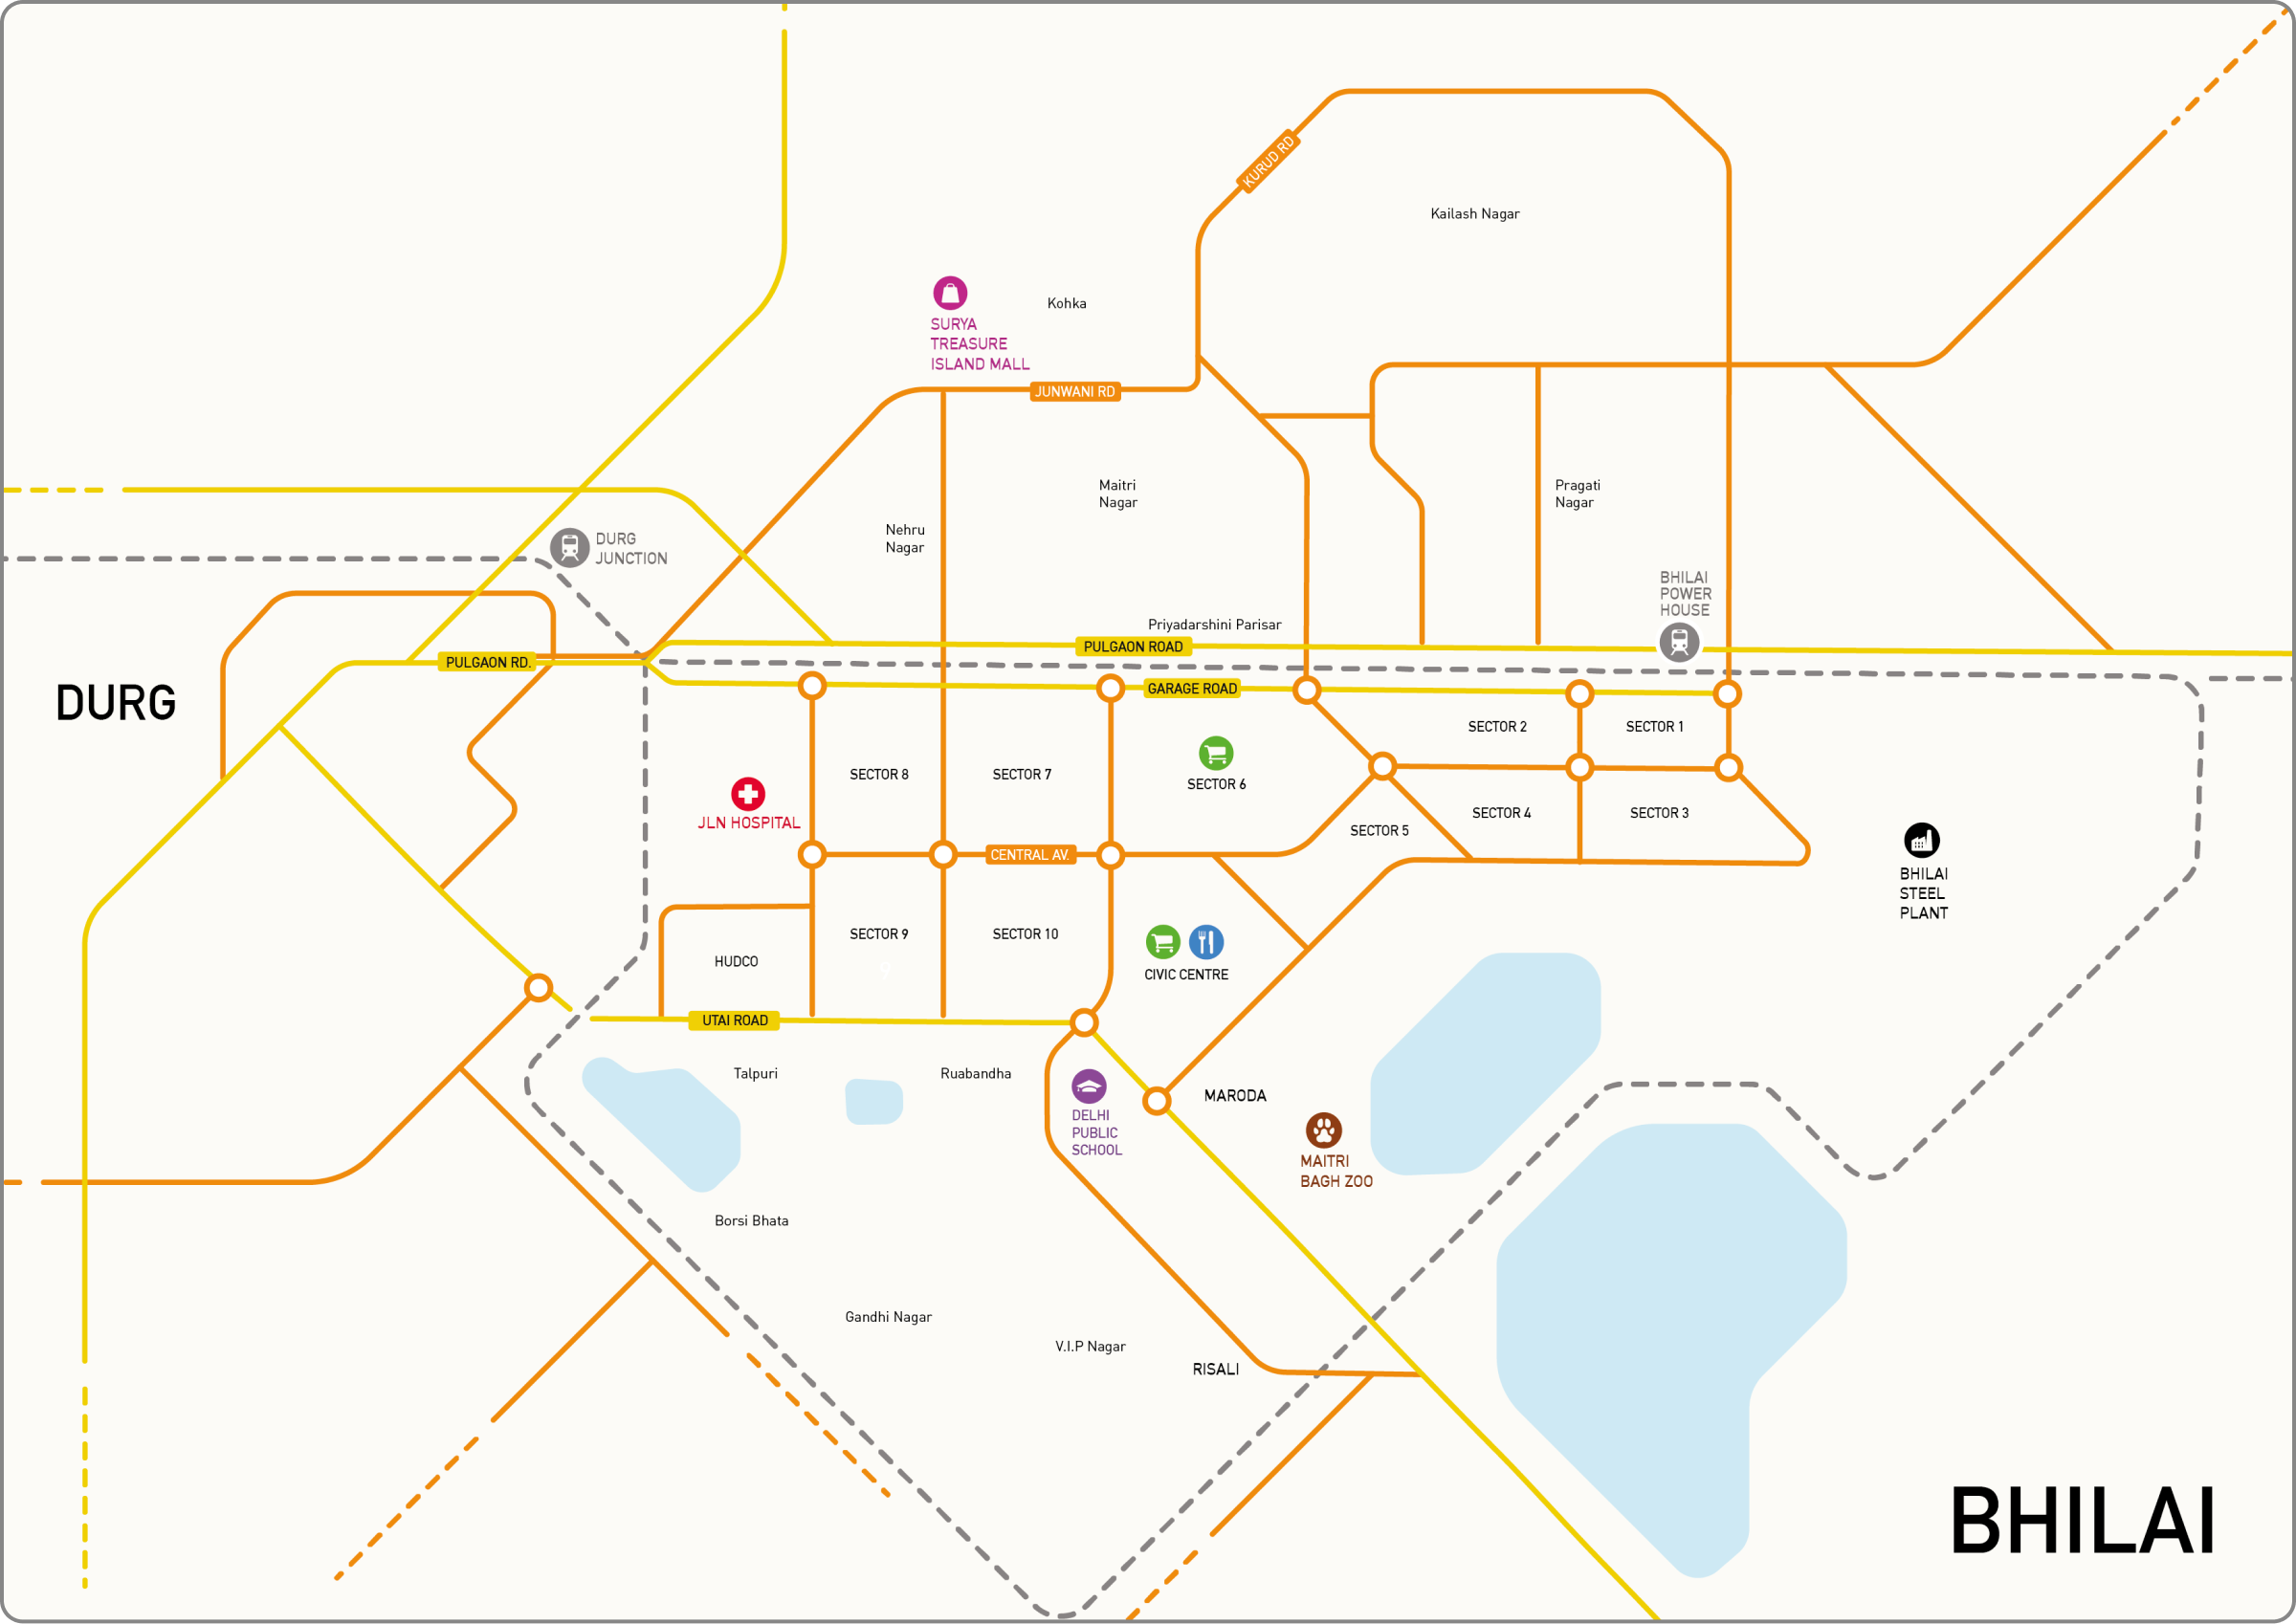 KURUD RD
Kailash Nagar
Kohka
SURYA
TREASURE
ISLAND MALL
JUNWANI RD
Maitri
Nagar
Pragati
Nagar
Nehru
Nagar
DURG
JUNCTION
BHILAI
POWER
HOUSE
Priyadarshini Parisar
PULGAON ROAD
PULGAON RD.
GARAGE ROAD
DURG
SECTOR 2
SECTOR 1
SECTOR 8
SECTOR 7
SECTOR 6
JLN HOSPITAL
SECTOR 4
SECTOR 3
SECTOR 5
CENTRAL AV.
BHILAI
STEEL
PLANT
SECTOR 9
SECTOR 10
HUDCO
9
CIVIC CENTRE
UTAI ROAD
Talpuri
Ruabandha
MARODA
DELHI
PUBLIC
SCHOOL
MAITRI
BAGH ZOO
Borsi Bhata
Gandhi Nagar
V.I.P Nagar
RISALI
BHILAI